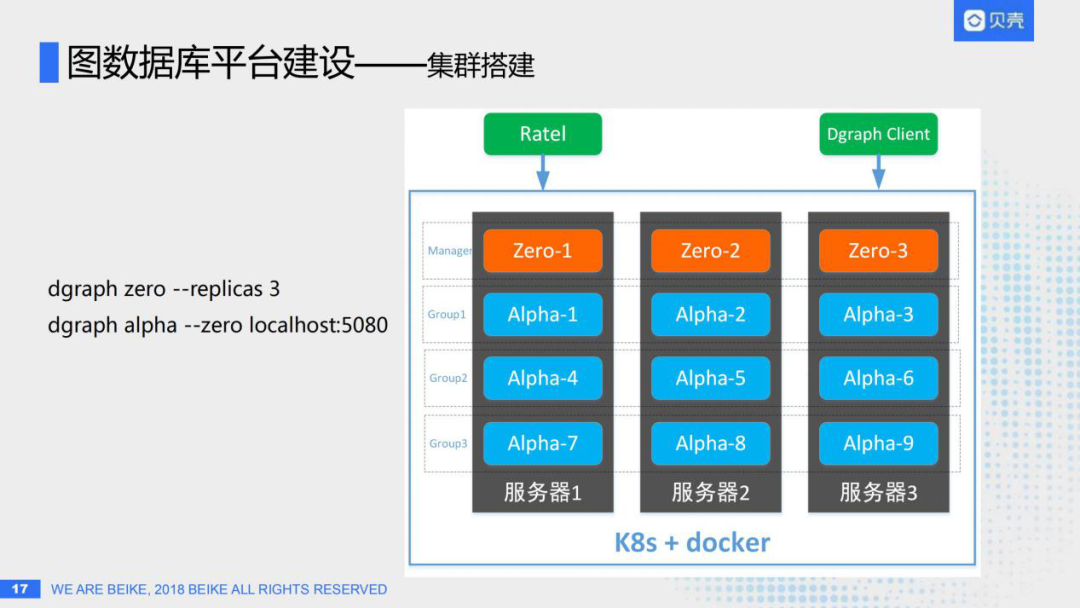 贝壳
图数据库平台建设——集群搭建
Ratel
Dgraph Client
dgraph zero --replicas 3
dgraph alpha --zero localhost:5080
Manager
Zero-1
Zero-2
Zero-3
Group1
Alpha-1
Alpha-2
Alpha-3
Group2
Alpha-4
Alpha-5
Alpha-6
Group3
Alpha-7
Alpha-8
Alpha-9
服务器1
服务器2
服务器3
K8s + docker
17
WE ARE BEIKE, 2018 BEIKE ALL RIGHTS RESERVED